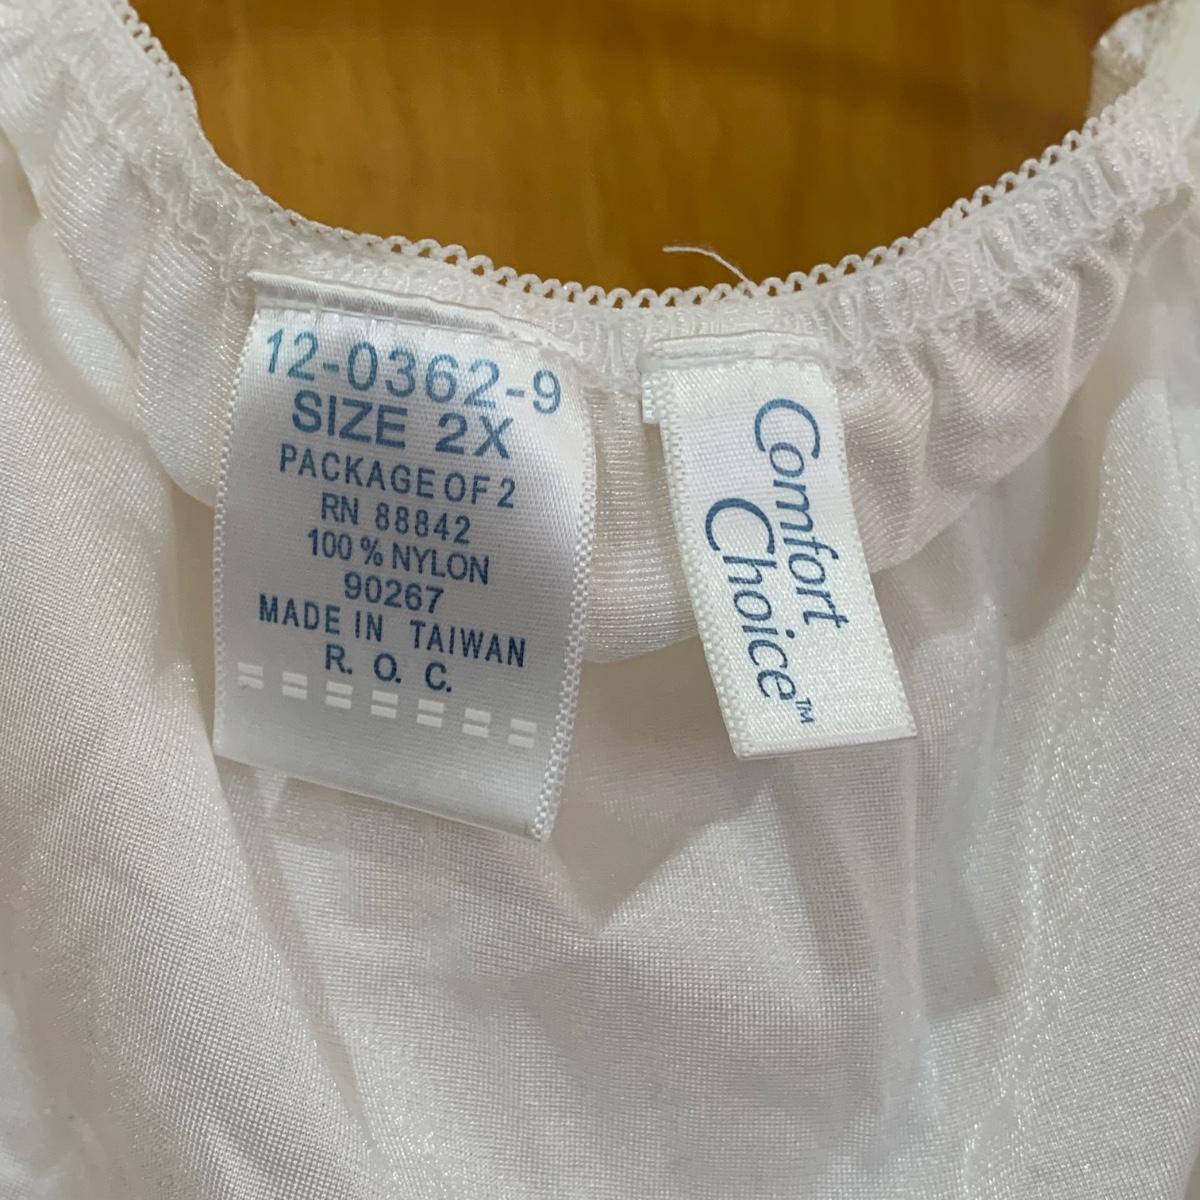 12-0362-9
SIZE 2X
PACKAGE OF 2
RN 88842
100 % NYLON
90267
MADE IN TAIWAN
R. O. C.
Comfort
Choice™